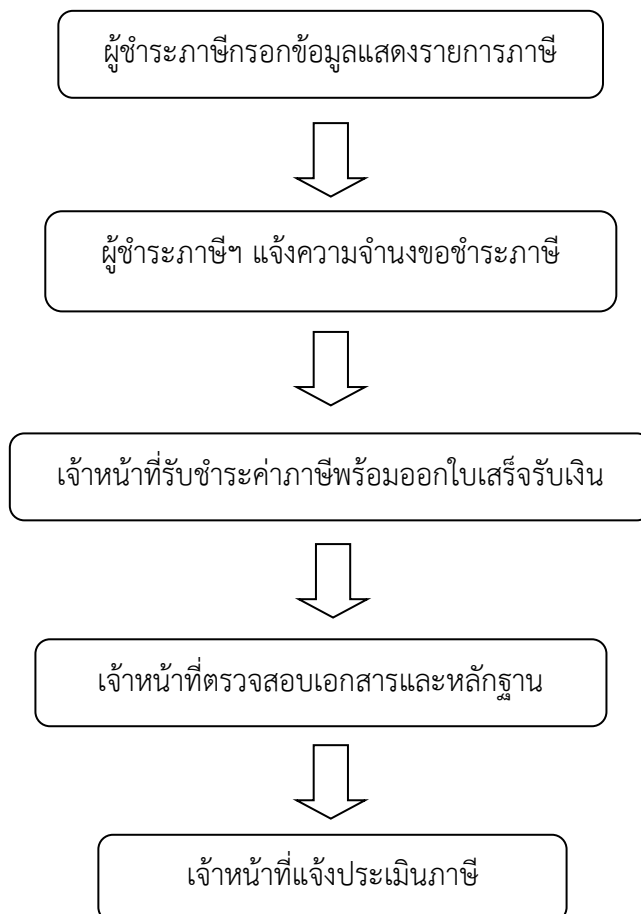 ผู้ชำระภาษีกรอกข้อมูลแสดงรายการภาษี
ผู้ชำระภาษีฯ แจ้งความจำนงขอชำระภาษี
เจ้าหน้าที่รับชำระค่าภาษีพร้อมออกใบเสร็จรับเงิน
เจ้าหน้าที่ตรวจสอบเอกสารและหลักฐาน
เจ้าหน้าที่แจ้งประเมินภาษี